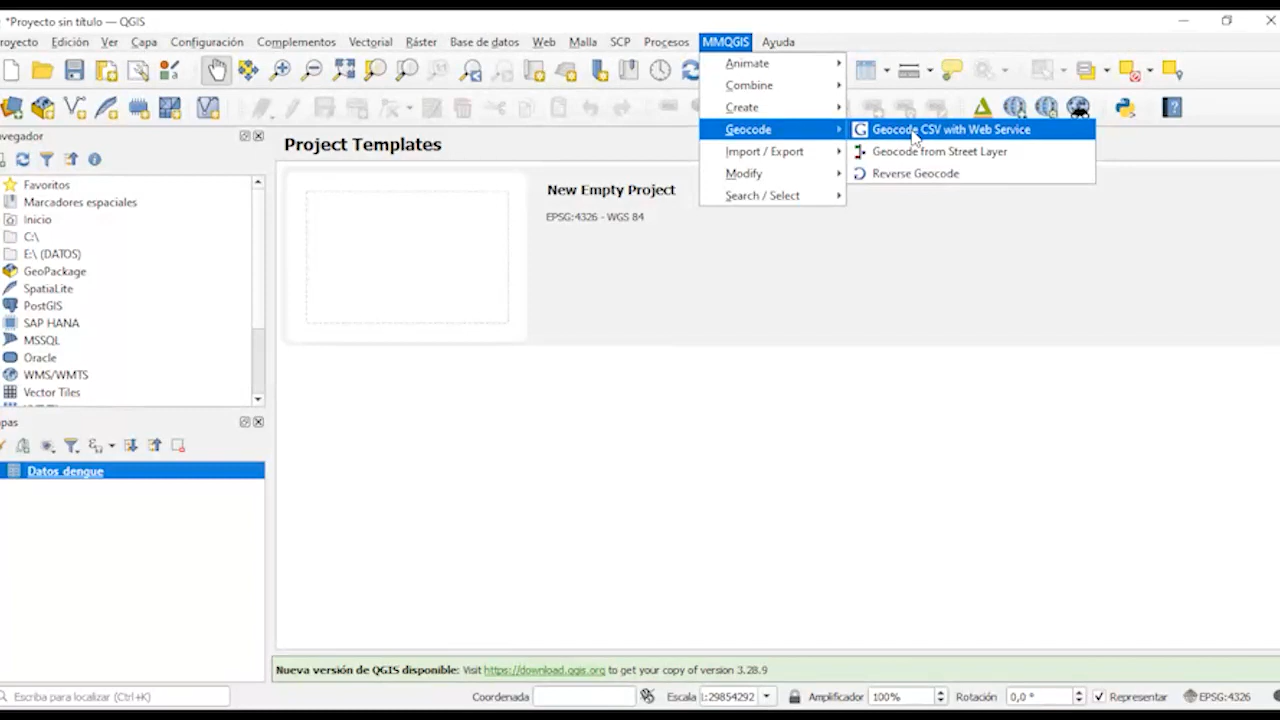 *Proyecto sin título — QGIS
royecto Edición Ver Capa Configuración Complementos Vectorial Ráster Base de datos Web Malla SCP Procesos MMQGIS Ayuda
Animate
Combine
Create
Geocode
Import / Export
Modify
Search / Select
Geocode CSV with Web Service
Geocode from Street Layer
Reverse Geocode
avegador
Favoritos
Marcadores espaciales
Inicio
C:\
E:\ (DATOS)
GeoPackage
SpatiaLite
PostGIS
SAP HANA
MSSQL
Oracle
WMS/WMTS
Vector Tiles
pas
Datos dengue
Project Templates
New Empty Project
EPSG:4326 - WGS 84
Nueva versión de QGIS disponible: Visit https://download.qgis.org to get your copy of version 3.28.9
Escriba para localizar (Ctrl+K) Coordenada Escala 1:29854292 Amplificador 100% Rotación 0,0 ° Representar EPSG:4326